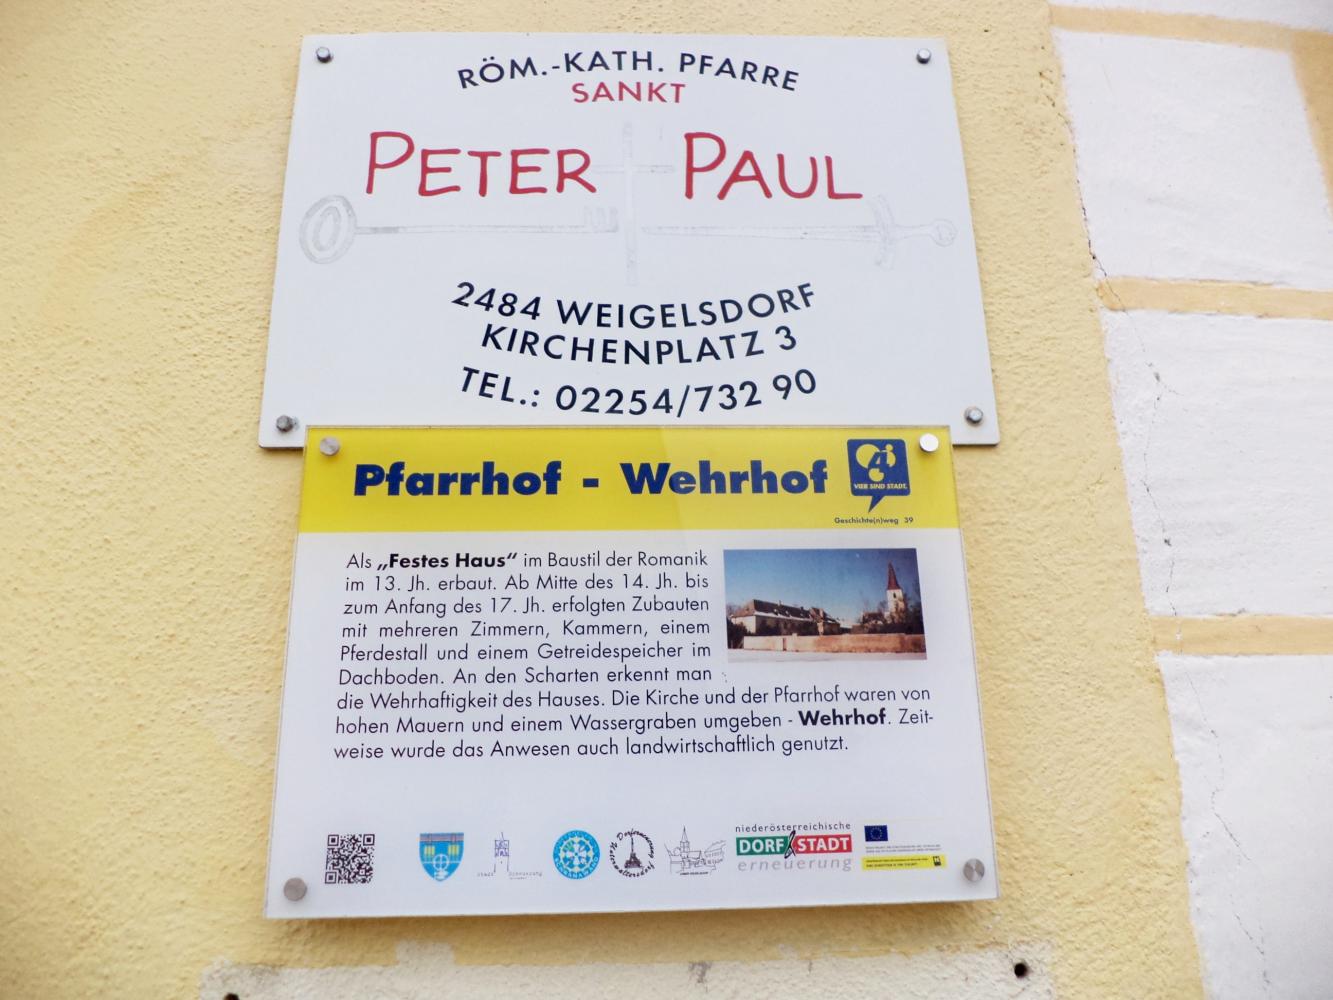 RÖM.-KATH. PFARRE
SANKT
PETER PAUL
2484 WEIGELSDORF
KIRCHENPLATZ 3
TEL.: 02254/732 90
Pfarrhof - Wehrhof
4
VIER SIND STADT.
Geschichte(n)weg 39
Als „Festes Haus“ im Baustil der Romanik
im 13. Jh. erbaut. Ab Mitte des 14. Jh. bis
zum Anfang des 17. Jh. erfolgten Zubauten
mit mehreren Zimmern, Kammern, einem
Pferdestall und einem Getreidespeicher im
Dachboden. An den Scharten erkennt man
die Wehrhaftigkeit des Hauses. Die Kirche und der Pfarrhof waren von
hohen Mauern und einem Wassergraben umgeben - Wehrhof. Zeit-
weise wurde das Anwesen auch landwirtschaftlich genutzt.
Dorferneuerung
Unterwaltersdorf
niederösterreichische
DORF & STADT
erneuerung